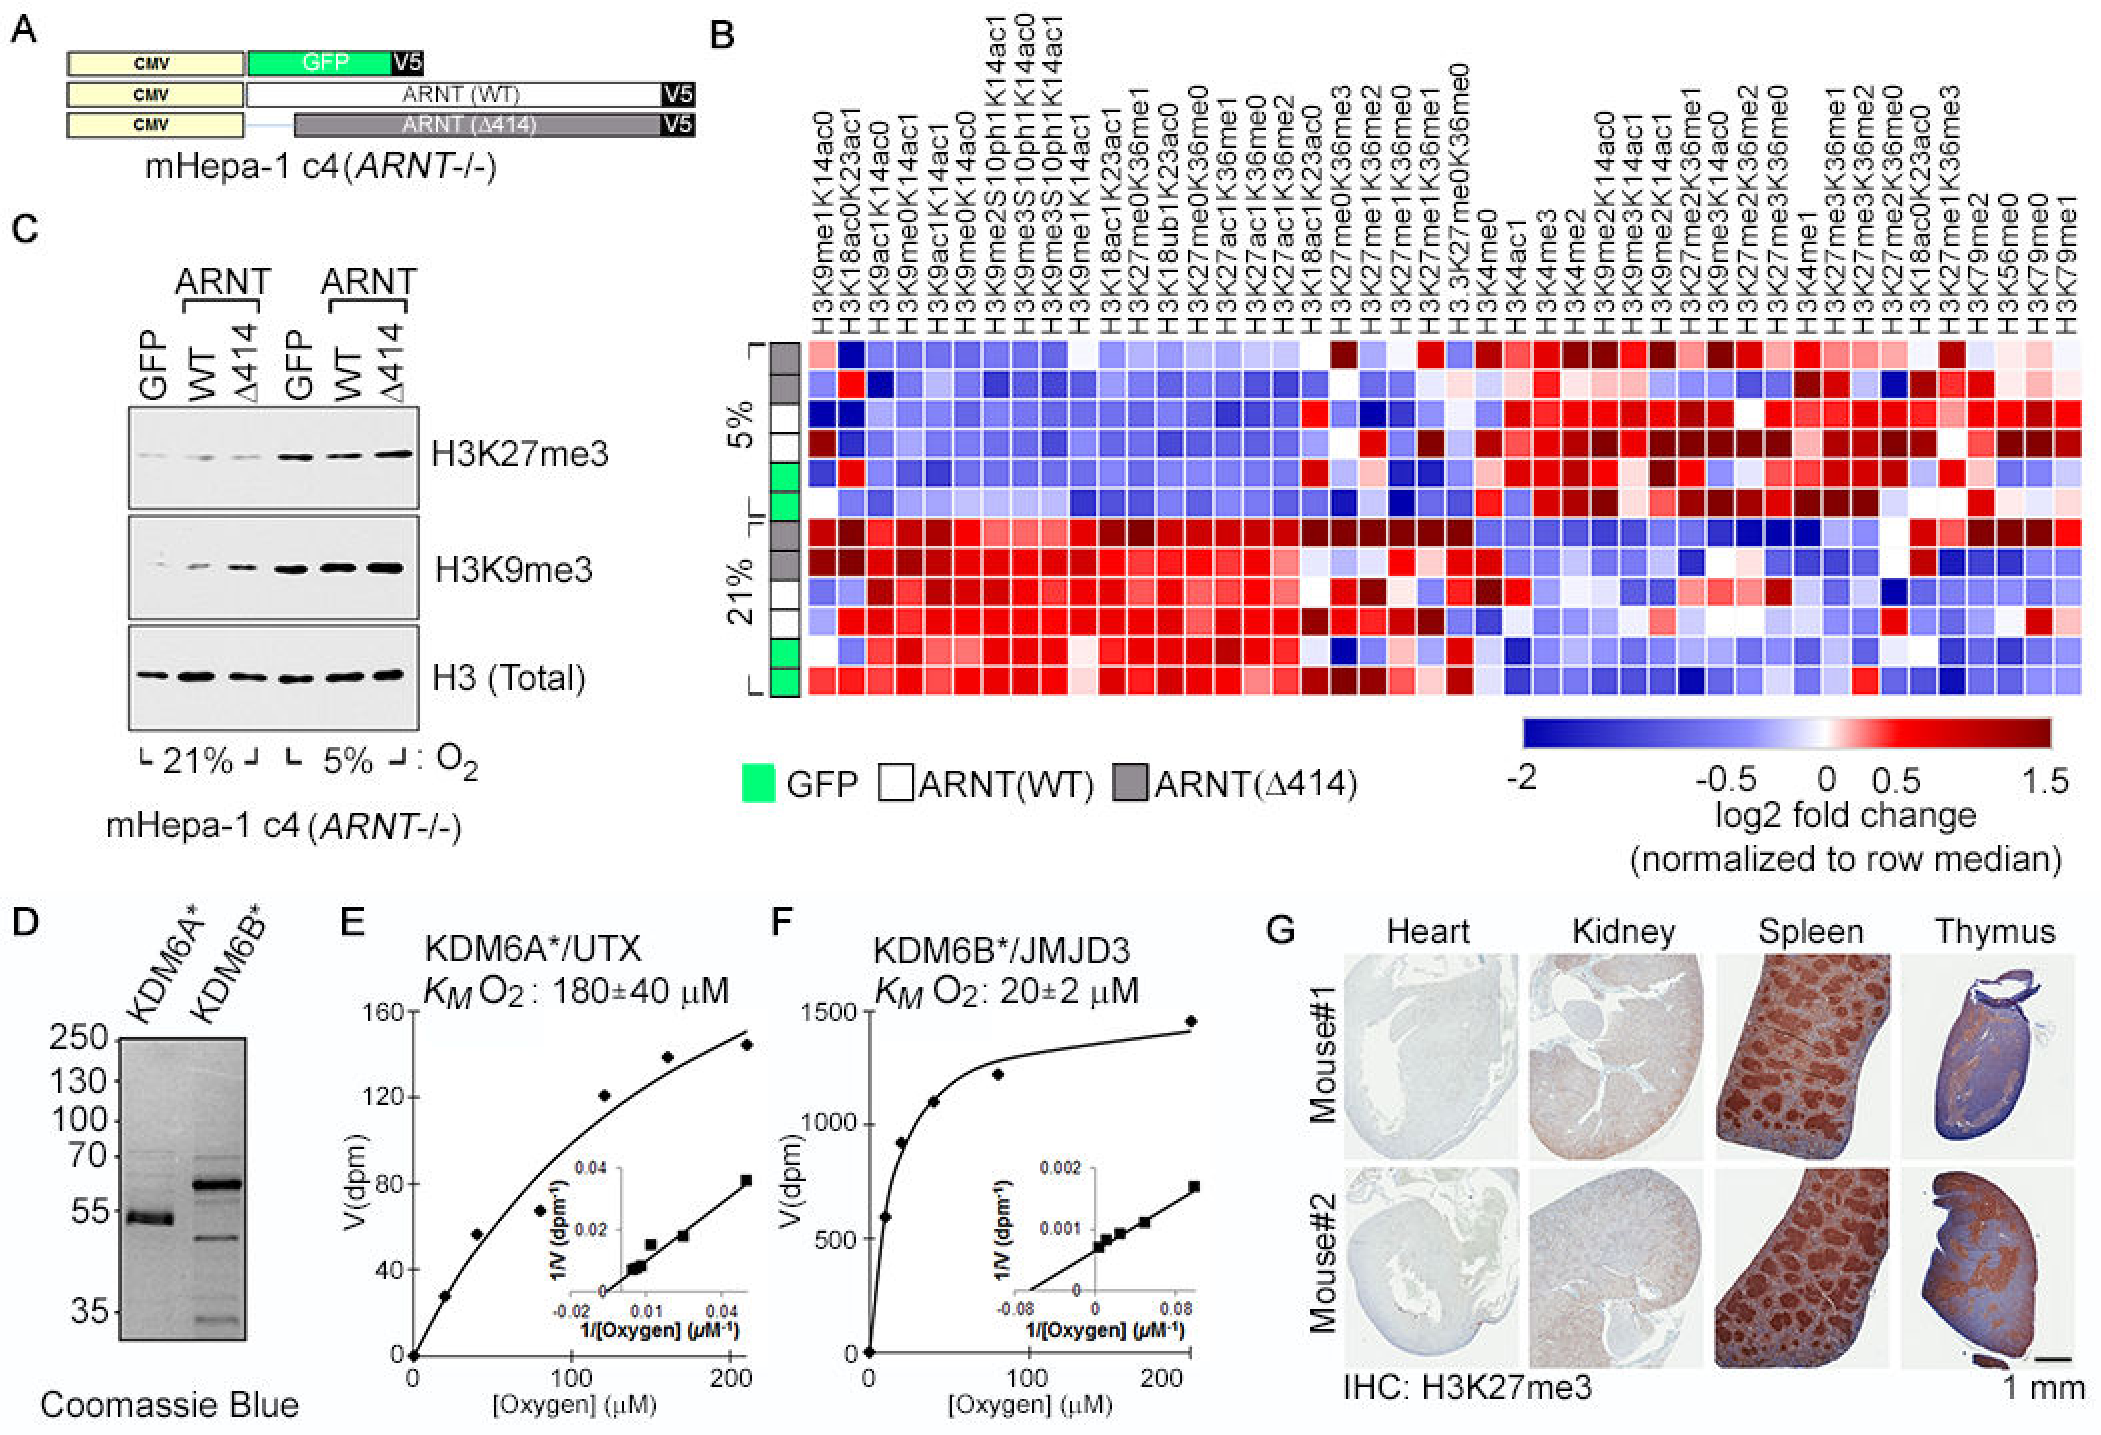 A
CMV
GFP
V5
CMV
ARNT (WT)
V5
CMV
ARNT (Δ414)
V5
mHepa-1 c4(ARNT-/-)
B
H3K9me1K14ac0
H3K18ac0K23ac1
H3K9ac1K14ac0
H3K9me0K14ac1
H3K9ac1K14ac1
H3K9me0K14ac0
H3K9me2S10ph1K14ac1
H3K9me3S10ph1K14ac0
H3K9me3S10ph1K14ac1
H3K9me1K14ac1
H3K18ac1K23ac1
H3K27me0K36me1
H3K18ub1K23ac0
H3K27me0K36me0
H3K27ac1K36me1
H3K27ac1K36me0
H3K27ac1K36me2
H3K18ac1K23ac0
H3K27me0K36me3
H3K27me1K36me2
H3K27me1K36me0
H3K27me1K36me1
H3 3K27me0K36me0
H3K4me0
H3K4ac1
H3K4me3
H3K4me2
H3K9me2K14ac0
H3K9me3K14ac1
H3K9me2K14ac1
H3K27me2K36me1
H3K9me3K14ac0
H3K27me2K36me2
H3K27me3K36me0
H3K4me1
H3K27me3K36me1
H3K27me3K36me2
H3K27me2K36me0
H3K18ac0K23ac0
H3K27me1K36me3
H3K79me2
H3K56me0
H3K79me0
H3K79me1
5%
21%
GFP
ARNT(WT)
ARNT(Δ414)
-2
-0.5
0
0.5
1.5
log2 fold change
(normalized to row median)
C
ARNT
ARNT
GFP
WT
Δ414
GFP
WT
Δ414
H3K27me3
H3K9me3
H3 (Total)
21%
5%
: O2
mHepa-1 c4 (ARNT-/-)
D
KDM6A*
KDM6B*
250
130
100
70
55
35
Coomassie Blue
E
KDM6A*/UTX
KM O2 : 180±40 μM
160
120
80
40
0
V(dpm)
0
100
200
[Oxygen] (μM)
0.04
0.02
0
1/V (dpm-1)
-0.02
0.01
0.04
1/[Oxygen] (μM-1)
F
KDM6B*/JMJD3
KM O2: 20±2 μM
1500
1000
500
0
V(dpm)
0
100
200
[Oxygen] (μM)
0.002
0.001
0
1/V (dpm-1)
-0.08
0
0.08
1/[Oxygen] (μM-1)
G
Heart
Kidney
Spleen
Thymus
Mouse#1
Mouse#2
IHC: H3K27me3
1 mm